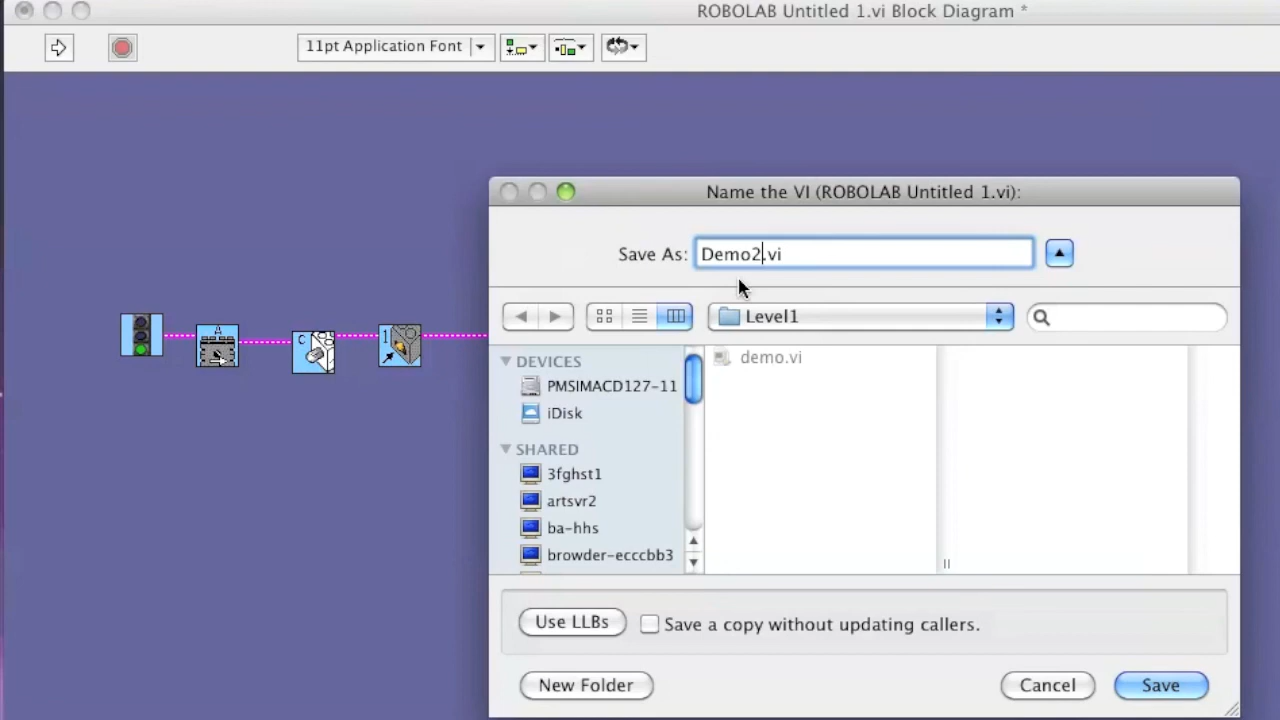 ROBOLAB Untitled 1.vi Block Diagram *
11pt Application Font
Name the VI (ROBOLAB Untitled 1.vi):
Save As: Demo2.vi
Level1
A
C
1
DEVICES
PMSIMACD127-11
iDisk
SHARED
3fghst1
artsvr2
ba-hhs
browder-ecccbb3
demo.vi
Use LLBs
Save a copy without updating callers.
New Folder
Cancel
Save